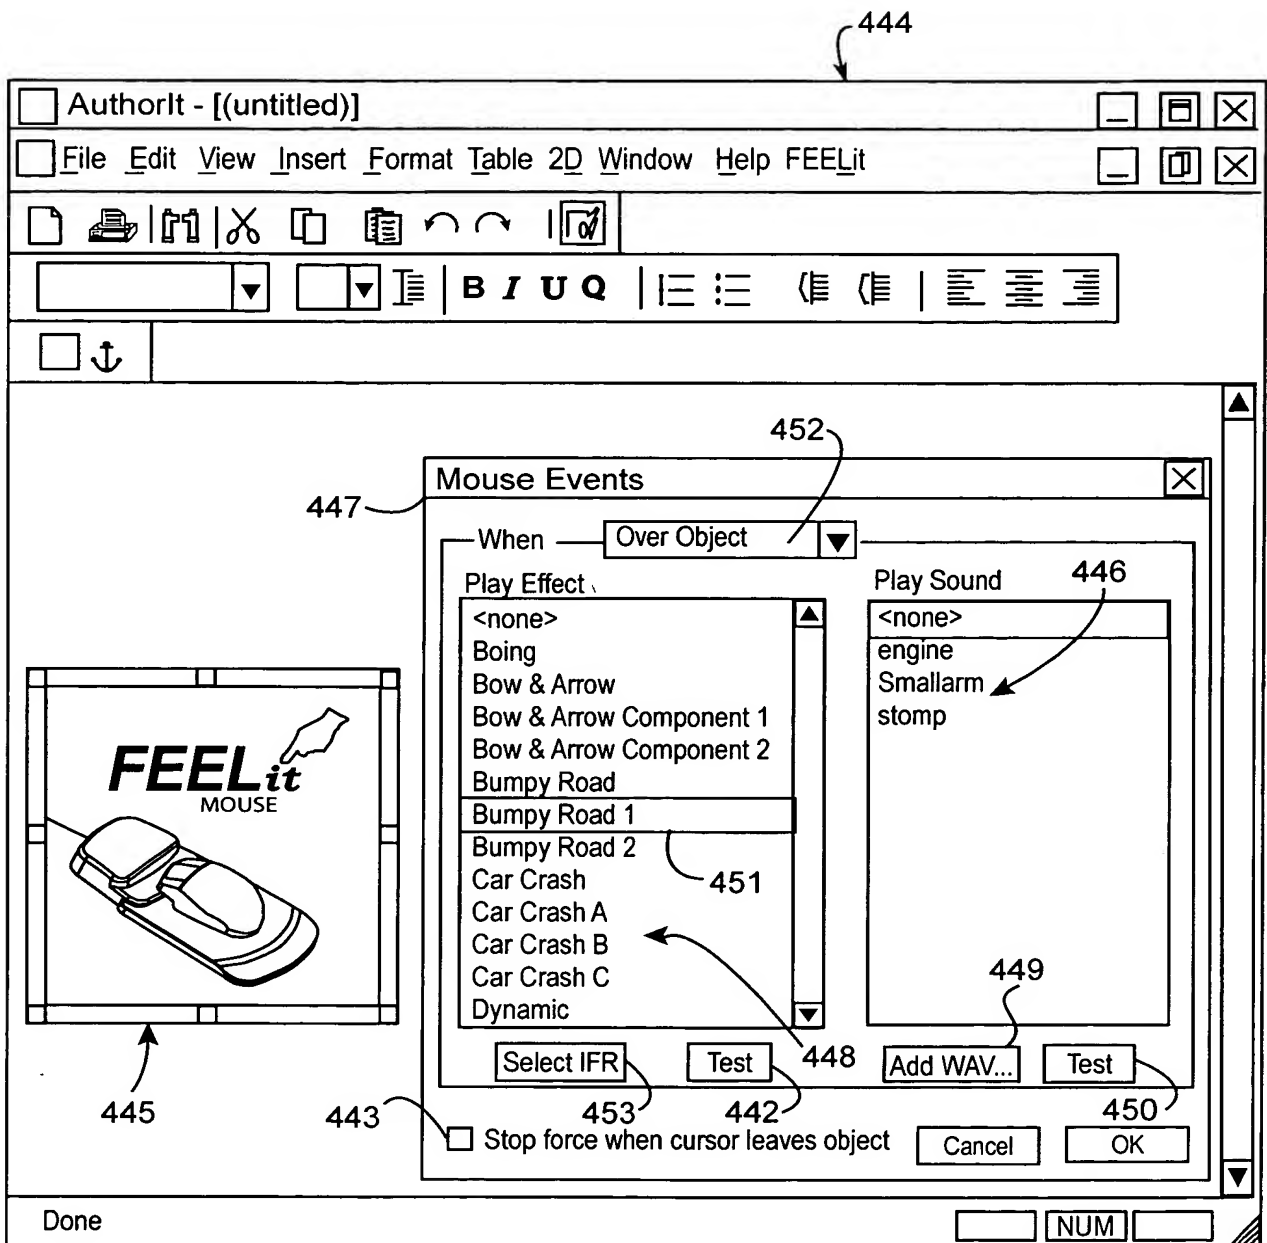 444
AuthorIt - [(untitled)]
File Edit View Insert Format Table 2D Window Help FEELit
B I U Q
452
Mouse Events
447
When Over Object
Play Effect
Play Sound
446
<none>
Boing
Bow & Arrow
Bow & Arrow Component 1
Bow & Arrow Component 2
Bumpy Road
Bumpy Road 1
Bumpy Road 2
Car Crash
Car Crash A
Car Crash B
Car Crash C
Dynamic
451
448
<none>
engine
Smallarm
stomp
449
FEELit
MOUSE
445
Select IFR
Test
Add WAV...
Test
443
453
442
450
Stop force when cursor leaves object
Cancel
OK
Done
NUM